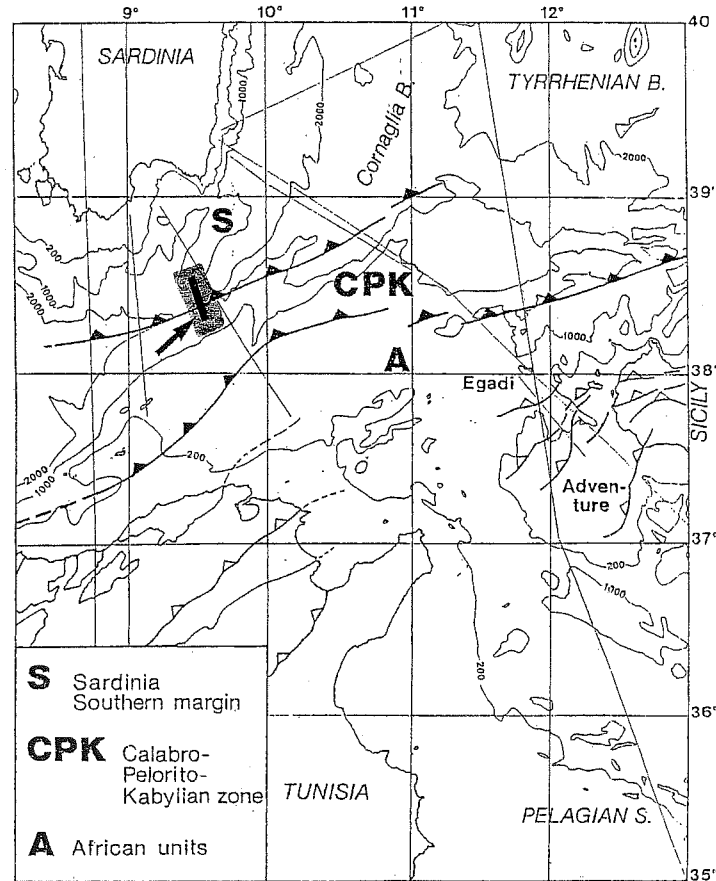 9° 10° 11° 12° 40
SARDINIA
TYRRHENIAN B.
1000
2000
Cornaglia B.
2000
39'
S
200
1000
2000
CPK
1000
A
38'
Egadi
SICILY
200
2000
1000
Adven-
ture
37°
200
1000
200
36°
S Sardinia
Southern margin
CPK Calabro-
Pelorito-
Kabylian zone
TUNISIA
PELAGIAN S.
A African units
35°